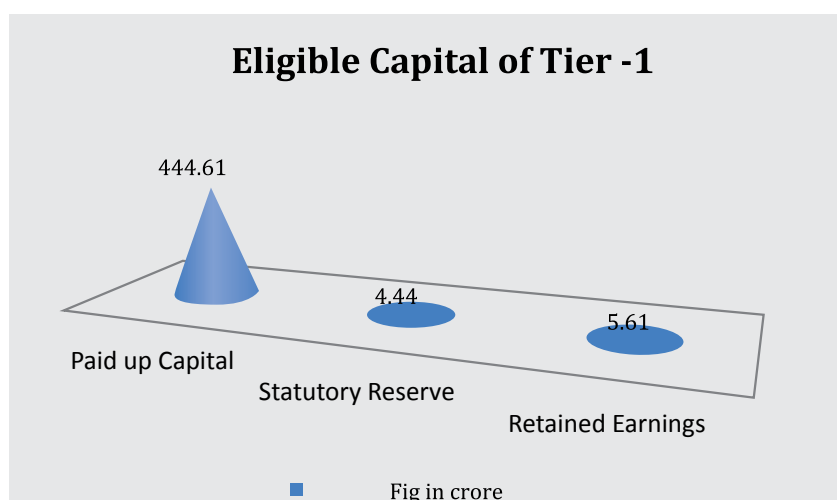 Eligible Capital of Tier -1
444.61
4.44
5.61
Paid up Capital
Statutory Reserve
Retained Earnings
Fig in crore